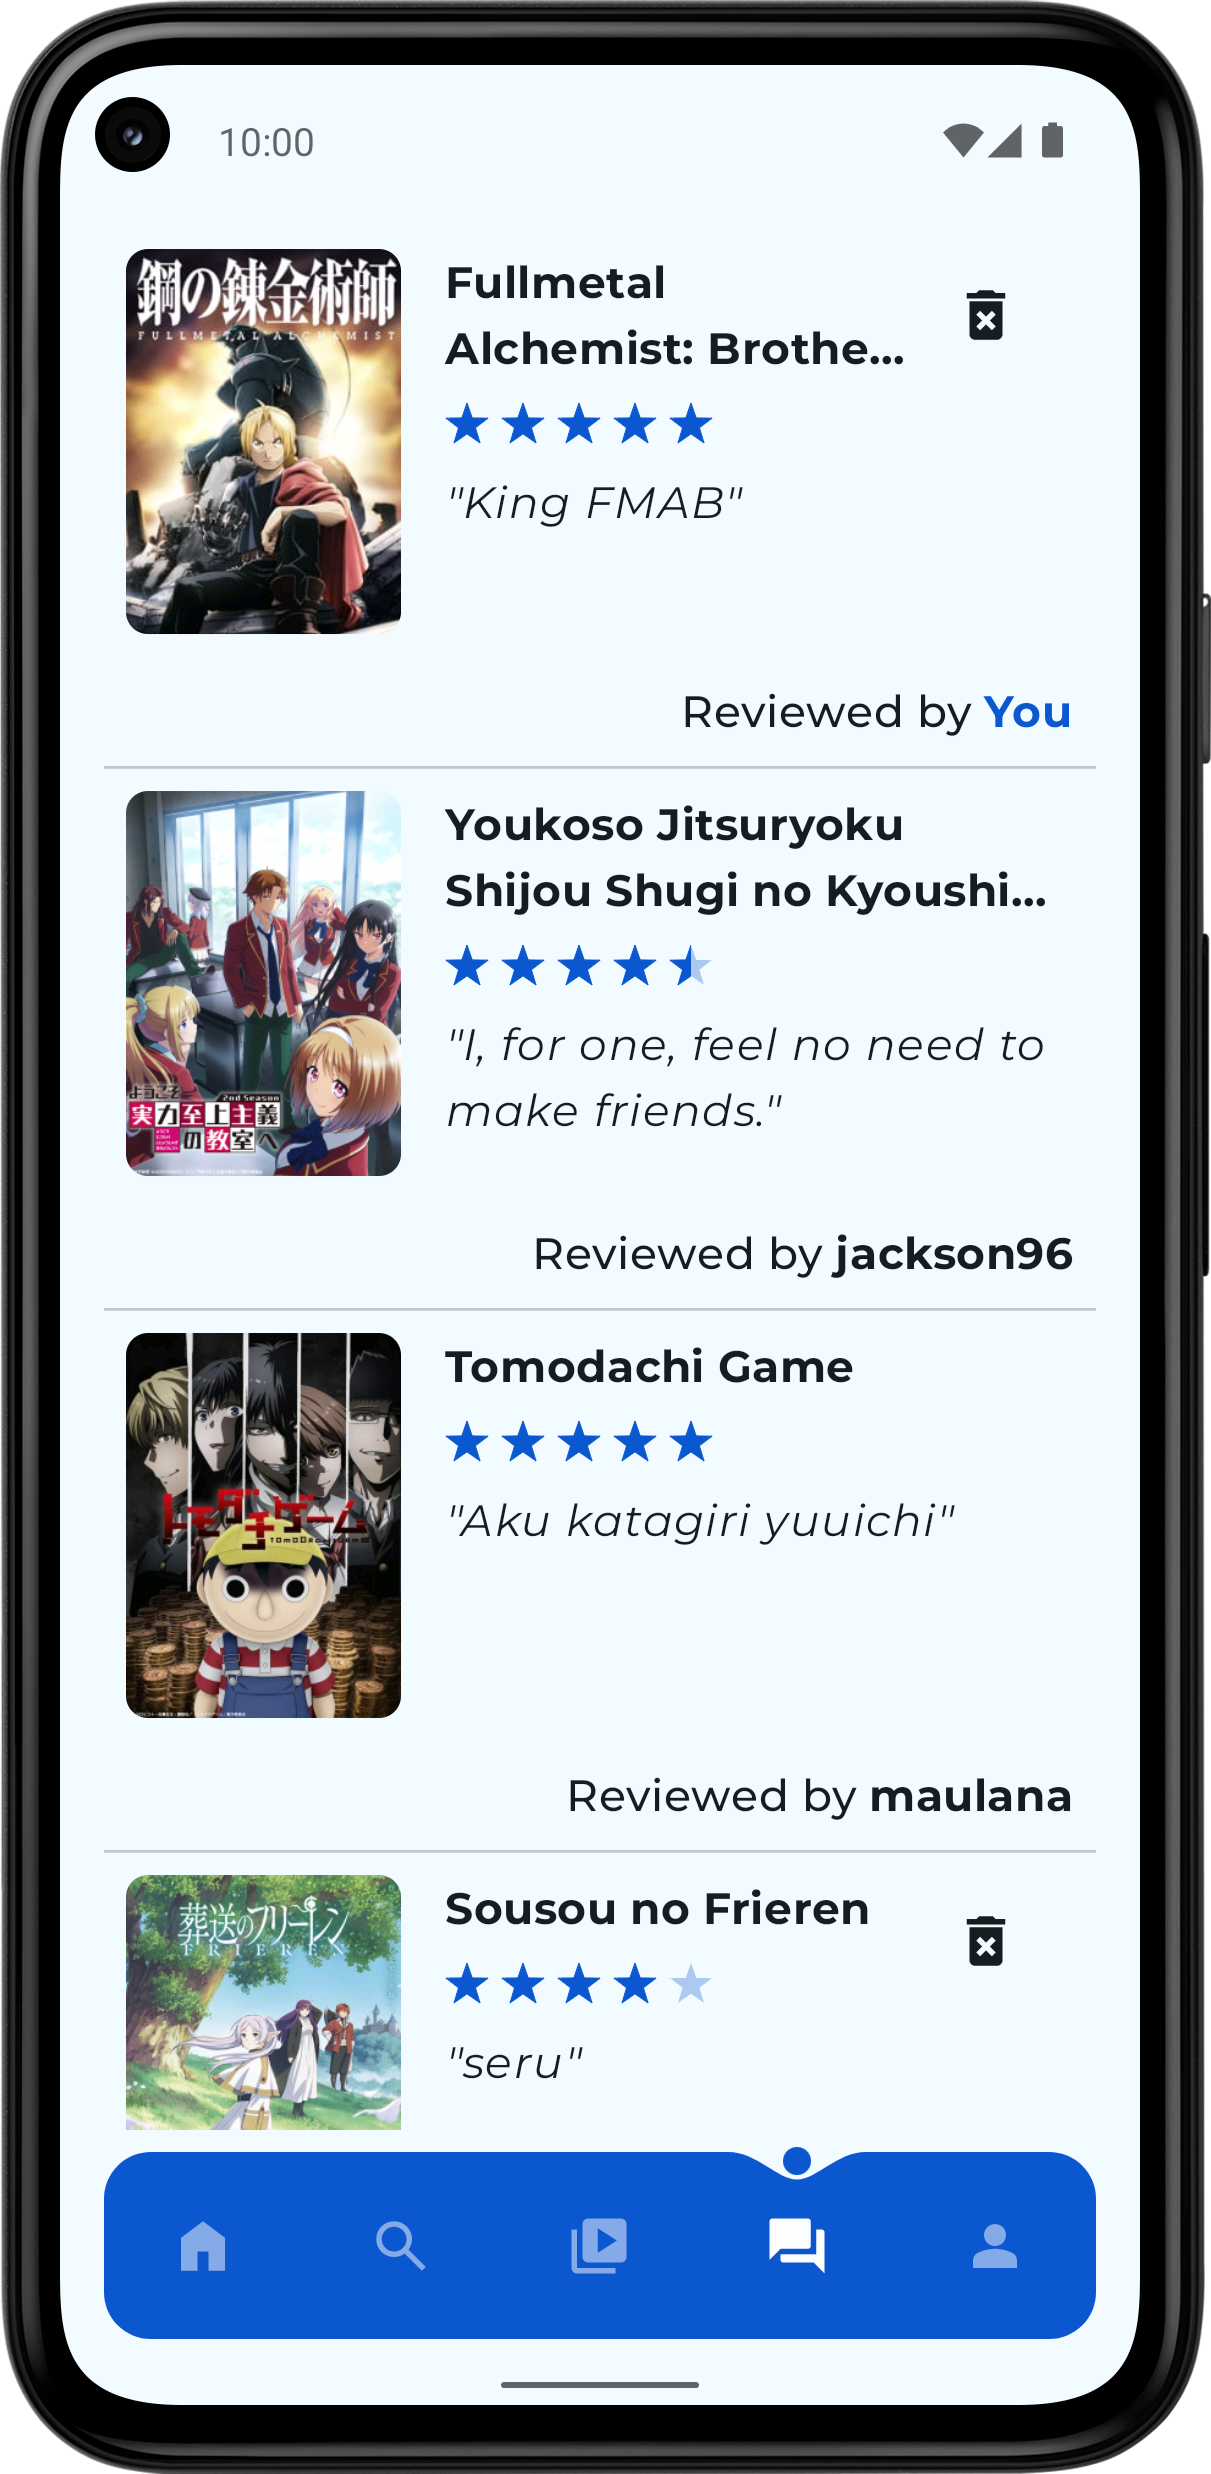 10:00
鋼の錬金術師
FULLMETAL ALCHEMIST
Fullmetal
Alchemist: Brothe...
"King FMAB"
Reviewed by You
Youkoso Jitsuryoku
Shijou Shugi no Kyoushi...
"I, for one, feel no need to
make friends."
ようこそ
2nd Season
実力至上主義
の教室へ
Reviewed by jackson96
Tomodachi Game
"Aku katagiri yuuichi"
トモダチゲーム
Reviewed by maulana
葬送のフリーレン
FRIEREN
Sousou no Frieren
"seru"